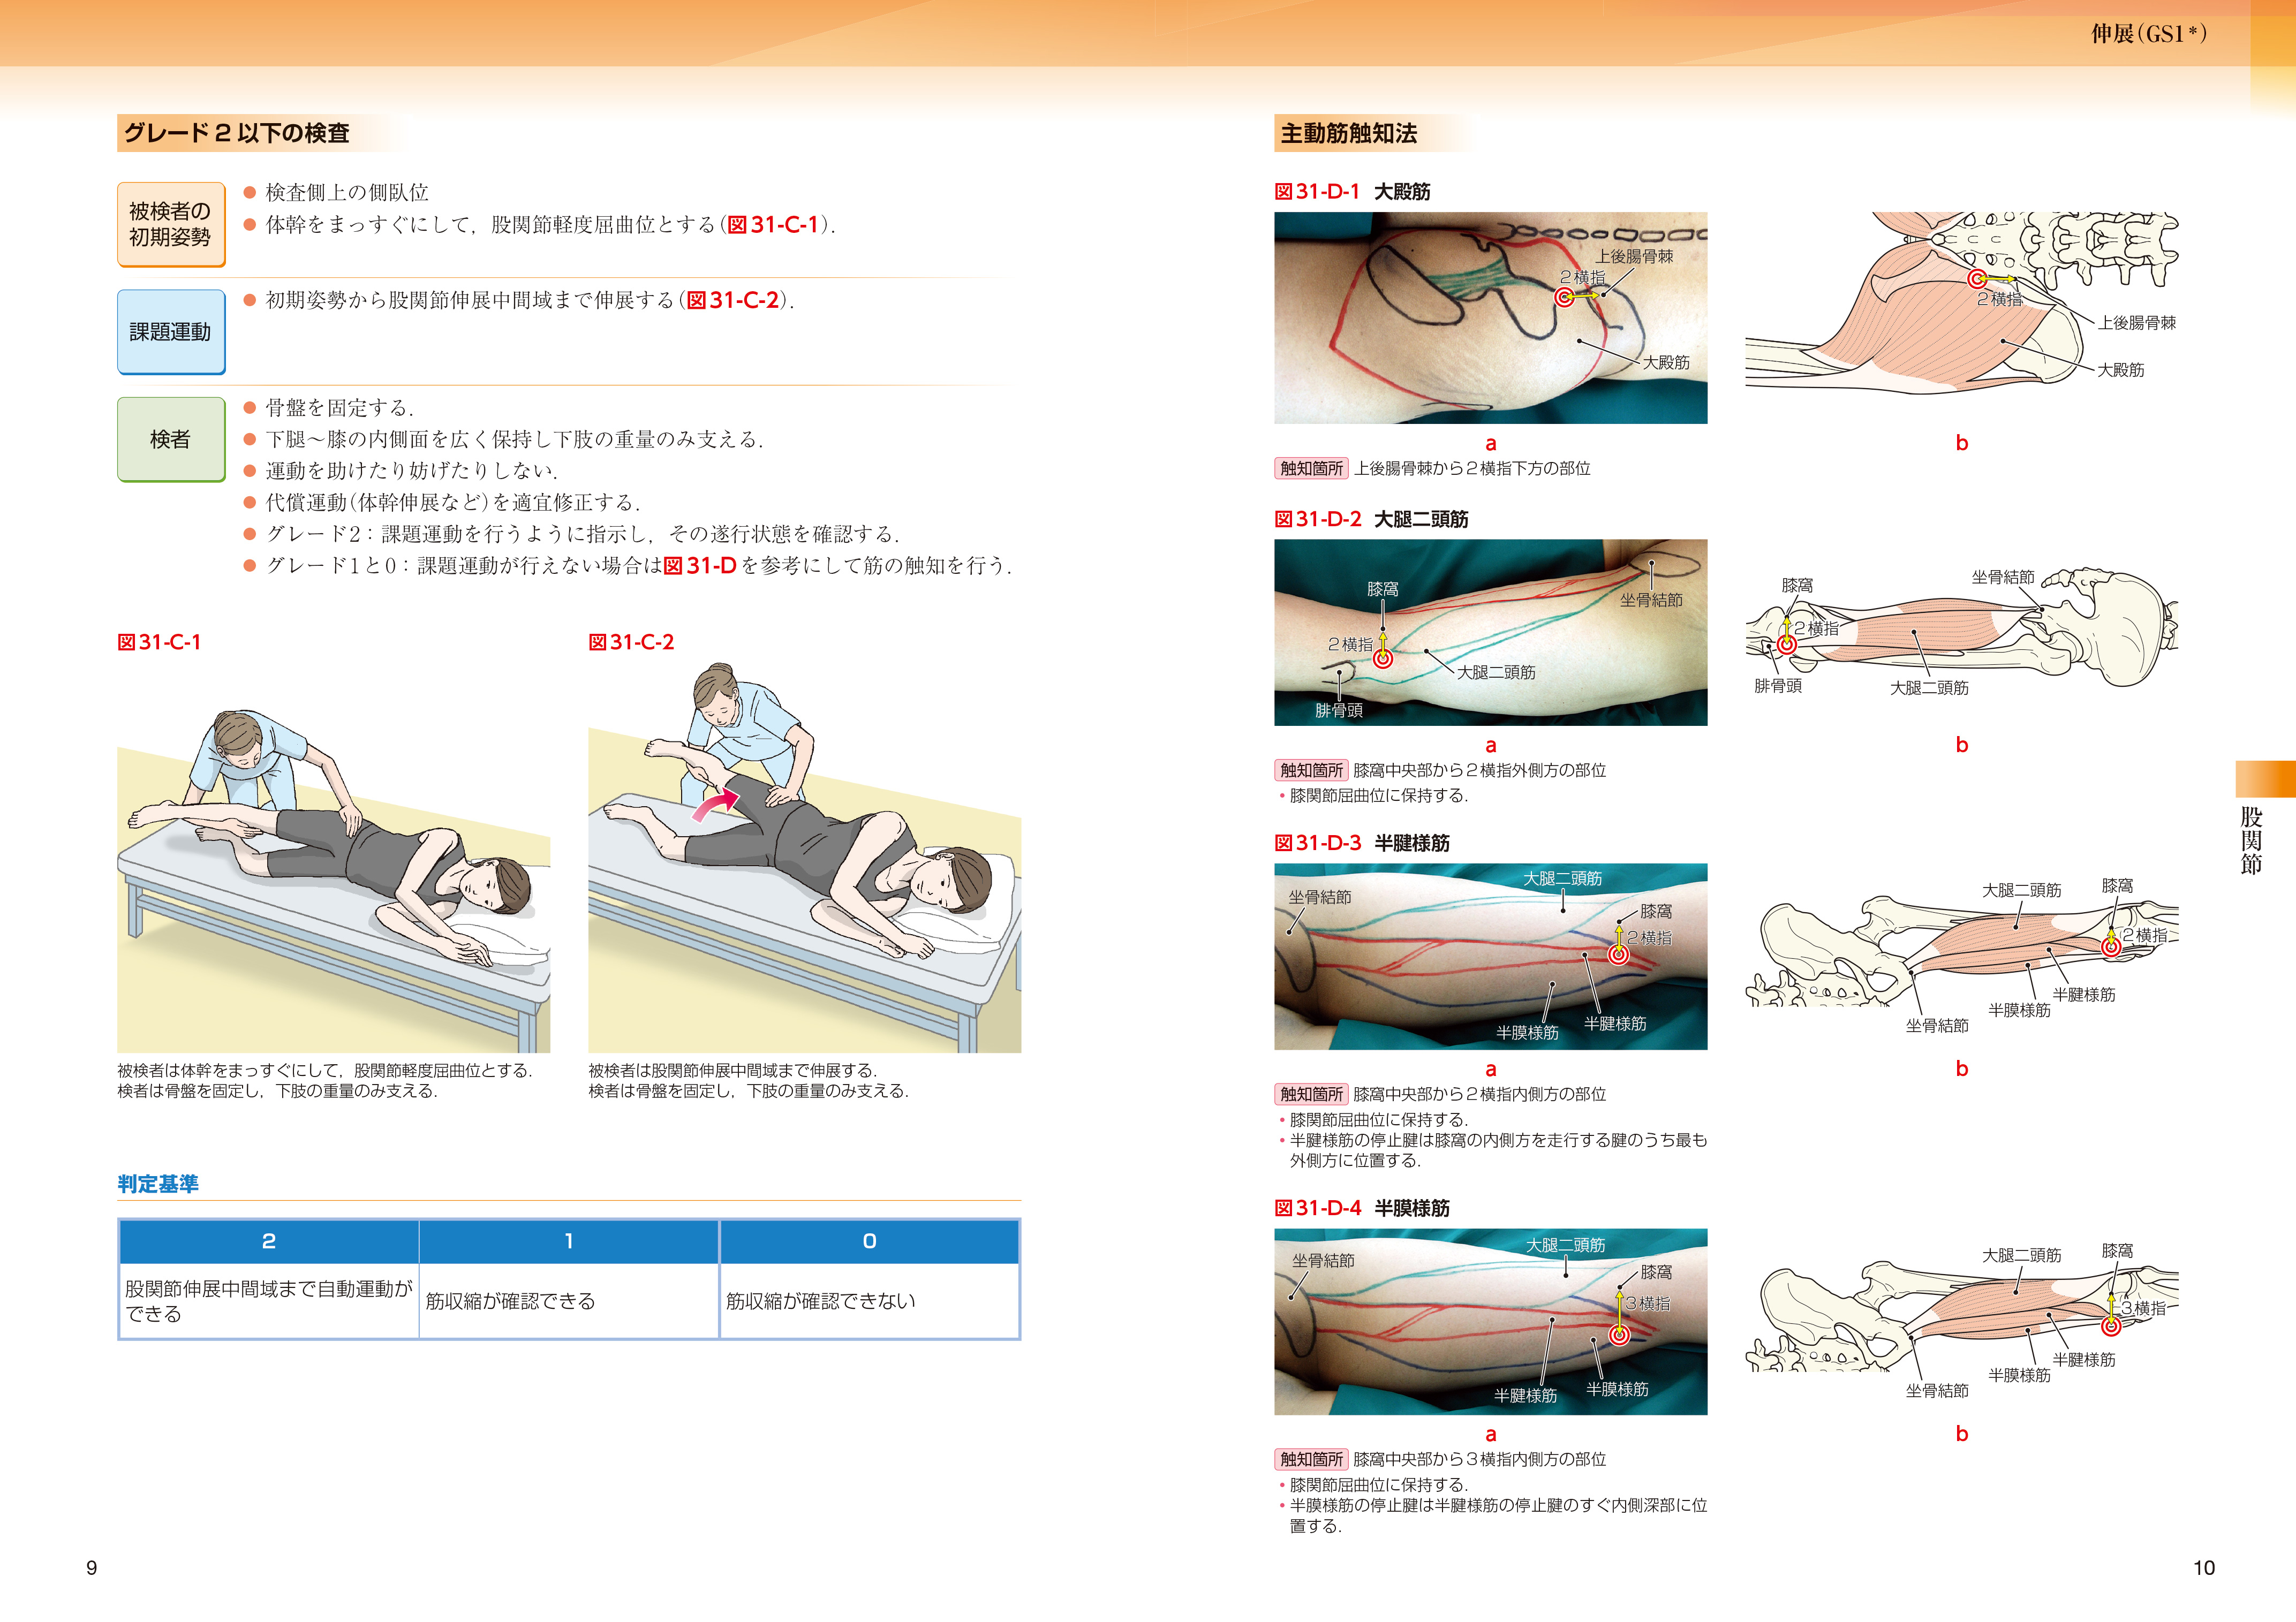 伸展(GS1*)
グレード2以下の検査
被検者の
初期姿勢
● 検査側上の側臥位
● 体幹をまっすぐにして，股関節軽度屈曲位とする(図31-C-1)．
課題運動
● 初期姿勢から股関節伸展中間域まで伸展する(図31-C-2)．
検者
● 骨盤を固定する．
● 下腿〜膝の内側面を広く保持し下肢の重量のみ支える．
● 運動を助けたり妨げたりしない．
● 代償運動(体幹伸展など)を適宜修正する．
● グレード2：課題運動を行うように指示し，その遂行状態を確認する．
● グレード1と0：課題運動が行えない場合は図31-Dを参考にして筋の触知を行う．
図31-C-1
図31-C-2
被検者は体幹をまっすぐにして，股関節軽度屈曲位とする．
検者は骨盤を固定し，下肢の重量のみ支える．
被検者は股関節伸展中間域まで伸展する．
検者は骨盤を固定し，下肢の重量のみ支える．
判定基準
2
1
0
股関節伸展中間域まで自動運動が
できる
筋収縮が確認できる
筋収縮が確認できない
9
主動筋触知法
図31-D-1 大殿筋
上後腸骨棘
2横指
大殿筋
a
2横指
上後腸骨棘
大殿筋
b
触知箇所 上後腸骨棘から2横指下方の部位
図31-D-2 大腿二頭筋
膝窩
坐骨結節
2横指
大腿二頭筋
腓骨頭
a
坐骨結節
膝窩
2横指
腓骨頭
大腿二頭筋
b
触知箇所 膝窩中央部から2横指外側方の部位
・膝関節屈曲位に保持する．
図31-D-3 半腱様筋
大腿二頭筋
坐骨結節
膝窩
2横指
半膜様筋
半腱様筋
a
大腿二頭筋
膝窩
2横指
半腱様筋
半膜様筋
坐骨結節
b
触知箇所 膝窩中央部から2横指内側方の部位
・膝関節屈曲位に保持する．
・半腱様筋の停止腱は膝窩の内側方を走行する腱のうち最も
外側方に位置する．
図31-D-4 半膜様筋
大腿二頭筋
坐骨結節
膝窩
3横指
半腱様筋
半膜様筋
a
大腿二頭筋
膝窩
3横指
半腱様筋
半膜様筋
坐骨結節
b
触知箇所 膝窩中央部から3横指内側方の部位
・膝関節屈曲位に保持する．
・半膜様筋の停止腱は半腱様筋の停止腱のすぐ内側深部に位
置する．
股関節
10